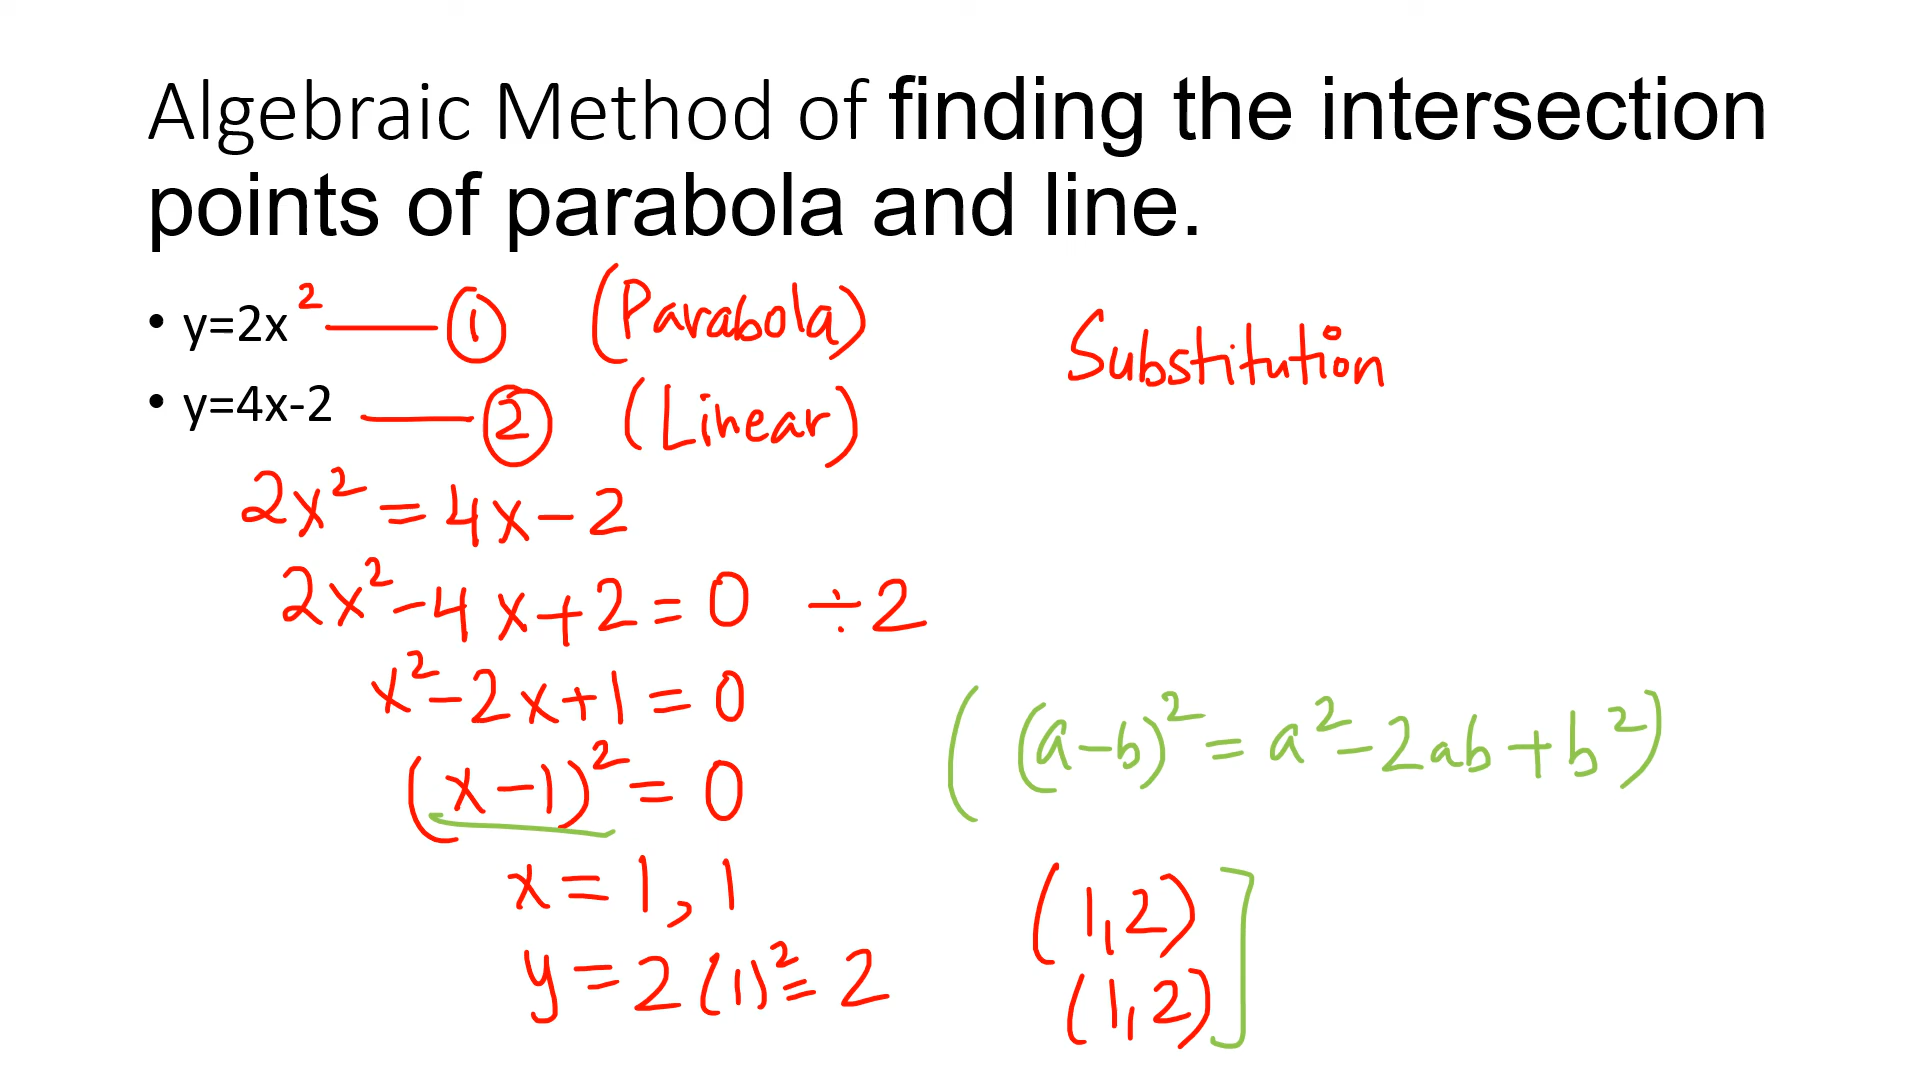 Algebraic Method of finding the intersection
points of parabola and line.
• y=2x² —— ① (Parabola)
Substitution
• y=4x-2 —— ② (Linear)
2x² = 4x - 2
2x² - 4x + 2 = 0 ÷ 2
x² - 2x + 1 = 0
((a-b)² = a² - 2ab + b²)
(x - 1)² = 0
x = 1, 1
(1,2)
y = 2(1)² = 2
(1,2)]